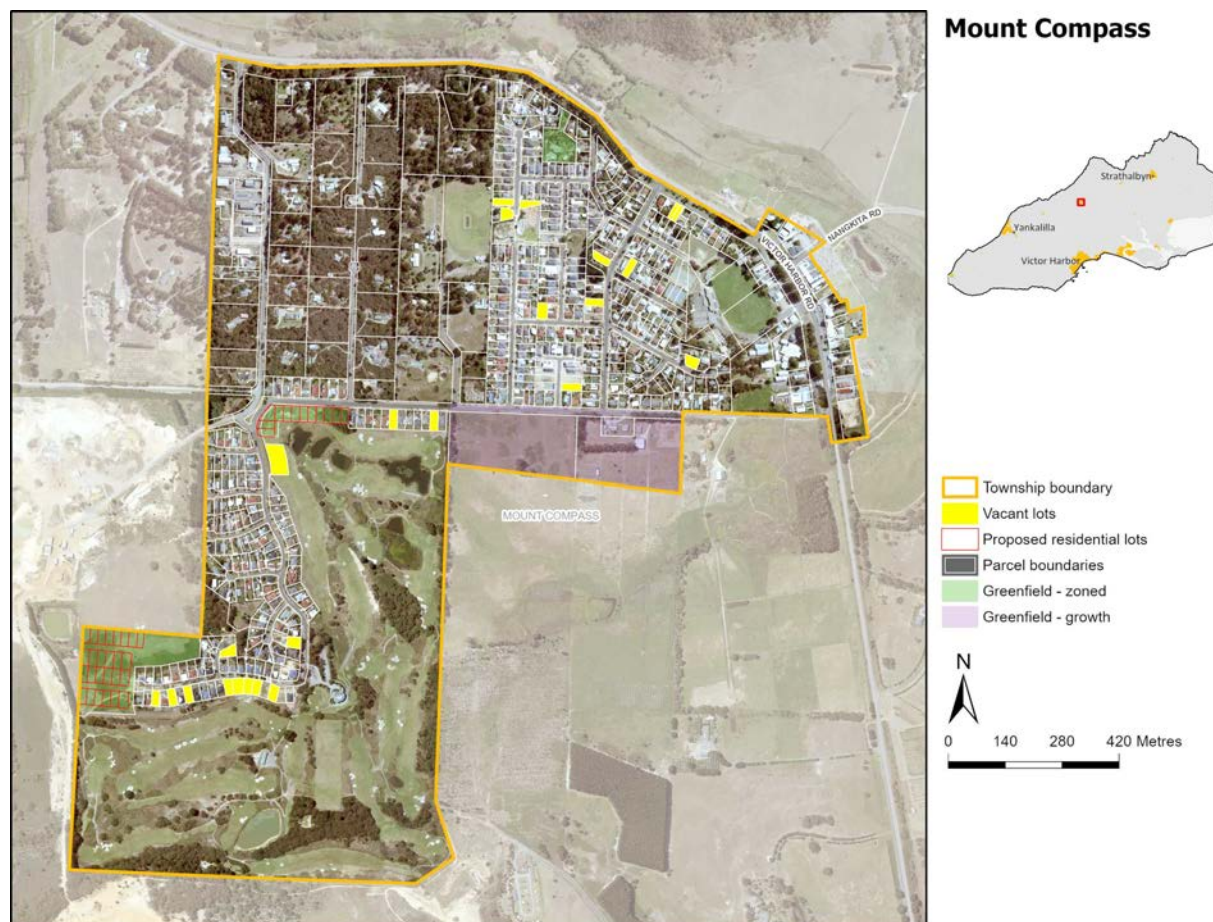 Mount Compass
NANGKITA RD
VICTOR HARBOR RD
MOUNT COMPASS
Strathalbyn
Yankalilla
Victor Harbor
Township boundary
Vacant lots
Proposed residential lots
Parcel boundaries
Greenfield - zoned
Greenfield - growth
N
0 140 280 420 Metres